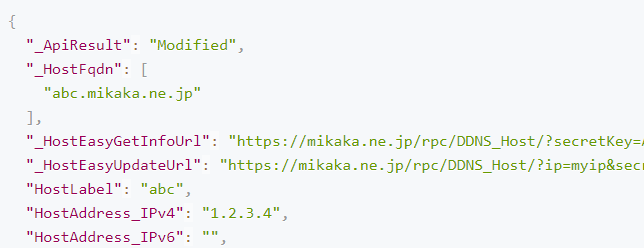 {
"_ApiResult": "Modified",
"_HostFqdn": [
"abc.mikaka.ne.jp"
],
"_HostEasyGetInfoUrl": "https://mikaka.ne.jp/rpc/DDNS_Host/?secretKey=
"_HostEasyUpdateUrl": "https://mikaka.ne.jp/rpc/DDNS_Host/?ip=myip&sec
"HostLabel": "abc",
"HostAddress_IPv4": "1.2.3.4",
"HostAddress_IPv6": "",